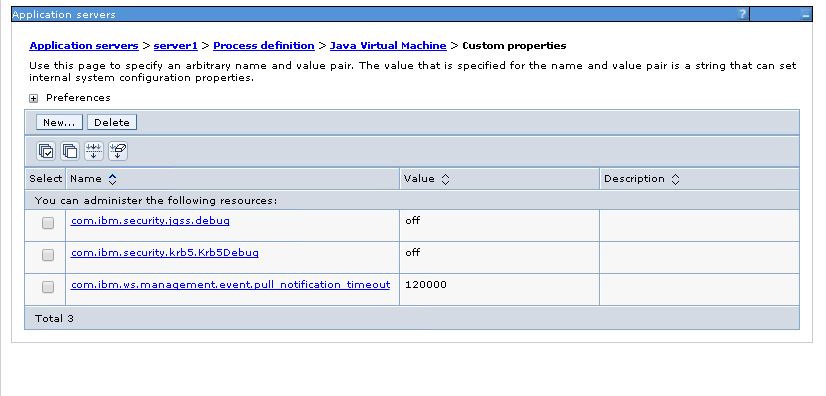 Application servers ?
Application servers > server1 > Process definition > Java Virtual Machine > Custom properties
Use this page to specify an arbitrary name and value pair. The value that is specified for the name and value pair is a string that can set
internal system configuration properties.
Preferences
New... Delete
Select Name Value Description
You can administer the following resources:
com.ibm.security.jgss.debug off
com.ibm.security.krb5.Krb5Debug off
com.ibm.ws.management.event.pull_notification_timeout 120000
Total 3